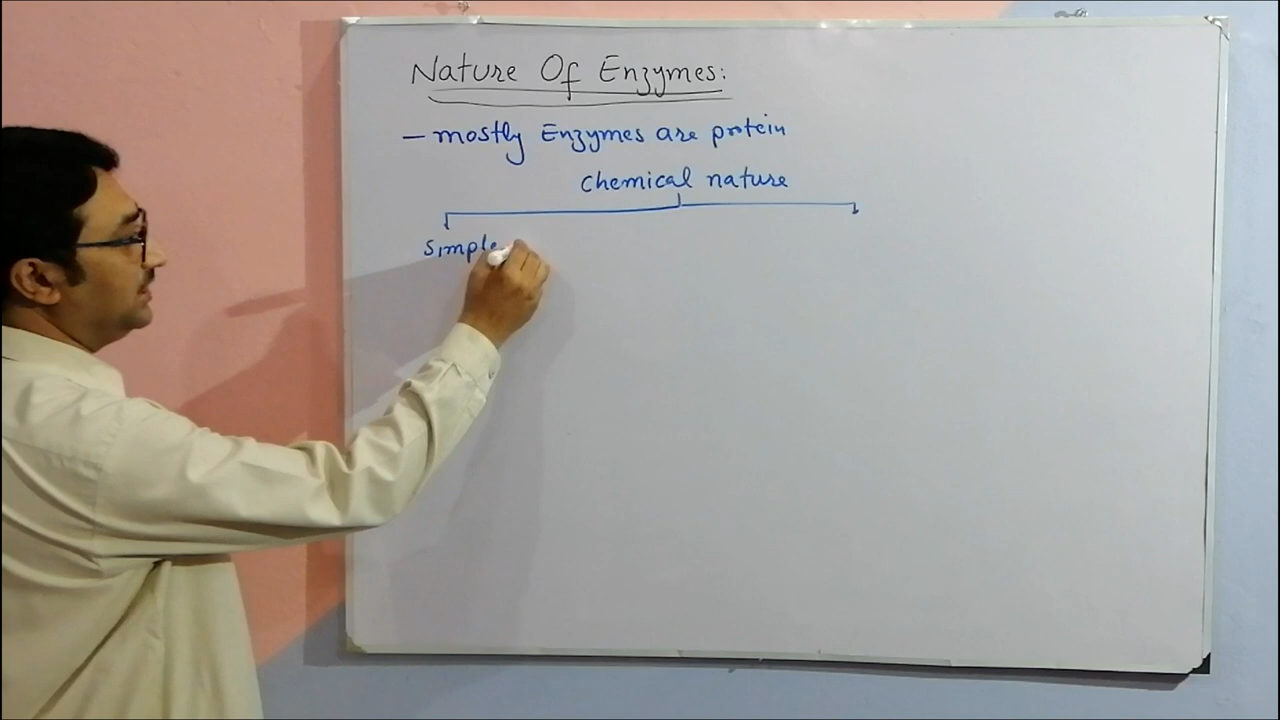 Nature Of Enzymes:
- mostly Enzymes are protein
chemical nature
Simple